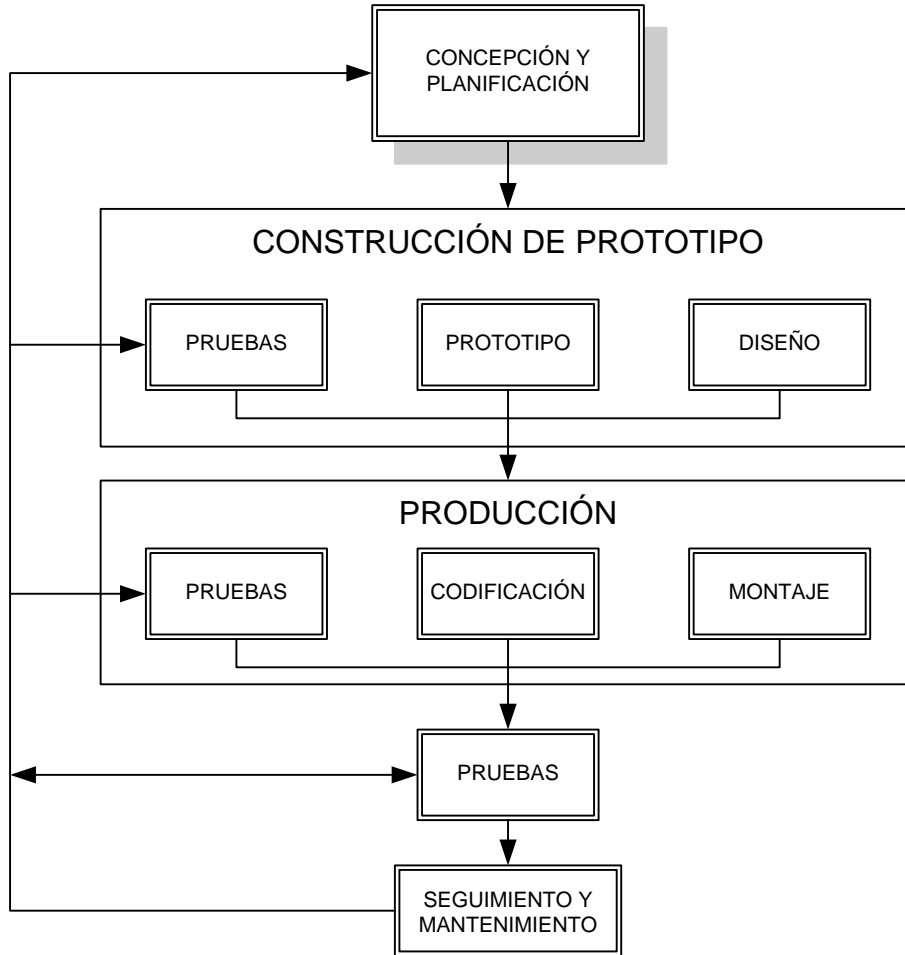 CONCEPCIÓN Y
PLANIFICACIÓN
CONSTRUCCIÓN DE PROTOTIPO
PRUEBAS
PROTOTIPO
DISEÑO
PRODUCCIÓN
PRUEBAS
CODIFICACIÓN
MONTAJE
PRUEBAS
SEGUIMIENTO Y
MANTENIMIENTO